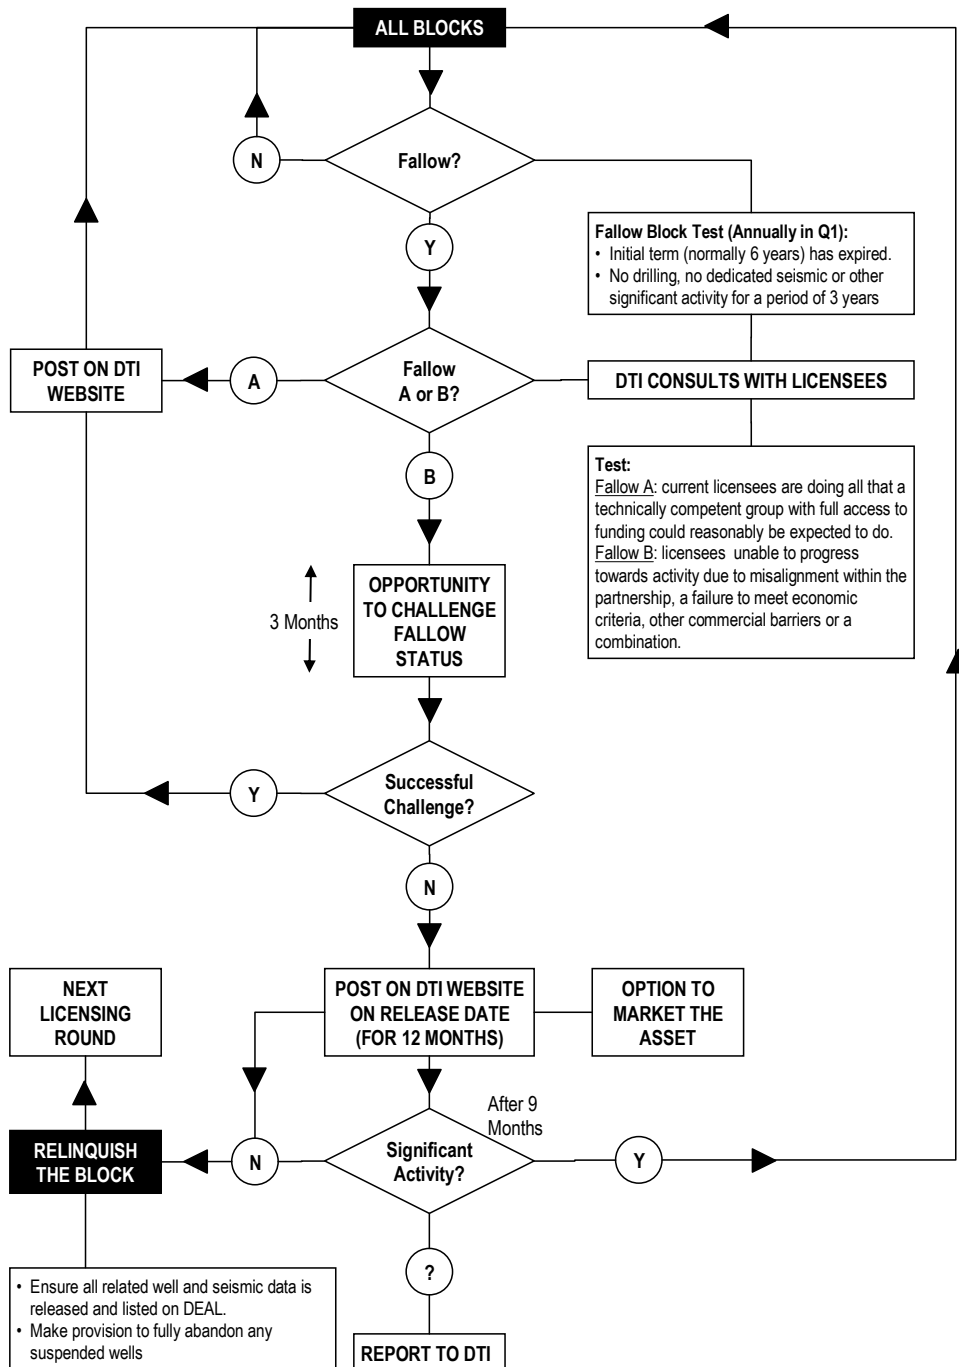 ALL BLOCKS
N
Fallow?
Y
Fallow Block Test (Annually in Q1):
• Initial term (normally 6 years) has expired.
• No drilling, no dedicated seismic or other
significant activity for a period of 3 years
POST ON DTI
WEBSITE
A
Fallow
A or B?
DTI CONSULTS WITH LICENSEES
B
Test:
Fallow A: current licensees are doing all that a
technically competent group with full access to
funding could reasonably be expected to do.
Fallow B: licensees unable to progress
towards activity due to misalignment within the
partnership, a failure to meet economic
criteria, other commercial barriers or a
combination.
3 Months
OPPORTUNITY
TO CHALLENGE
FALLOW
STATUS
Y
Successful
Challenge?
N
NEXT
LICENSING
ROUND
POST ON DTI WEBSITE
ON RELEASE DATE
(FOR 12 MONTHS)
OPTION TO
MARKET THE
ASSET
After 9
Months
RELINQUISH
THE BLOCK
N
Significant
Activity?
Y
?
• Ensure all related well and seismic data is
released and listed on DEAL.
• Make provision to fully abandon any
suspended wells
REPORT TO DTI